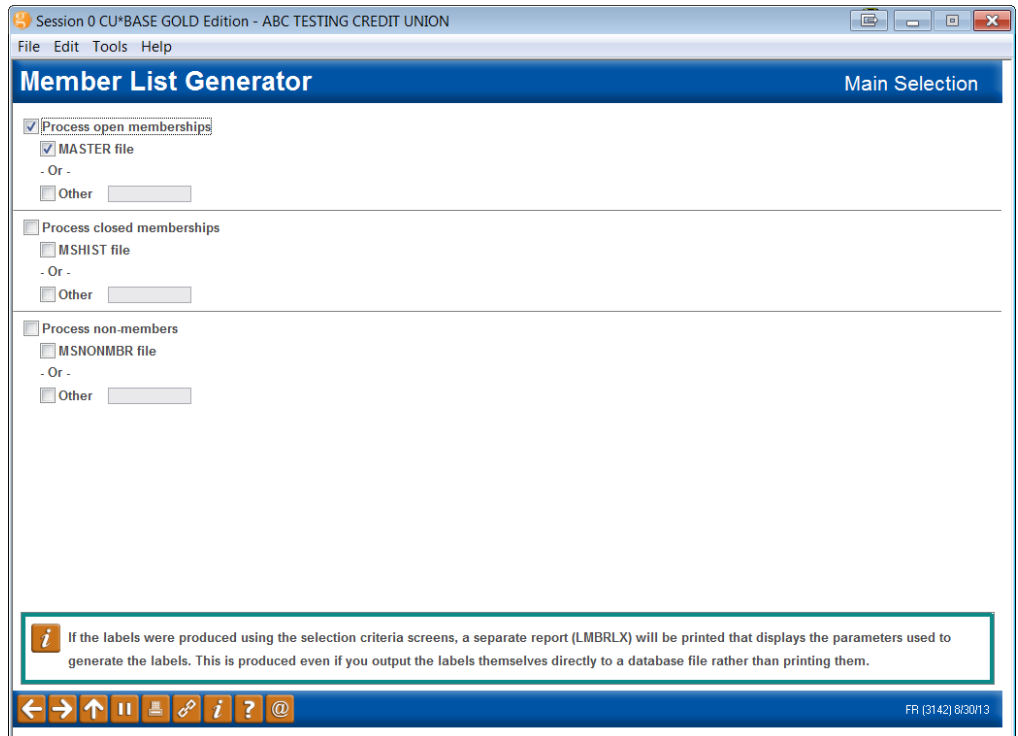 Session 0 CU*BASE GOLD Edition - ABC TESTING CREDIT UNION
File Edit Tools Help
Member List Generator Main Selection
Process open memberships
MASTER file
- Or -
Other
Process closed memberships
MSHIST file
- Or -
Other
Process non-members
MSNONMBR file
- Or -
Other
i If the labels were produced using the selection criteria screens, a separate report (LMBRLX) will be printed that displays the parameters used to
generate the labels. This is produced even if you output the labels themselves directly to a database file rather than printing them.
i ? @ FR (3142) 8/30/13